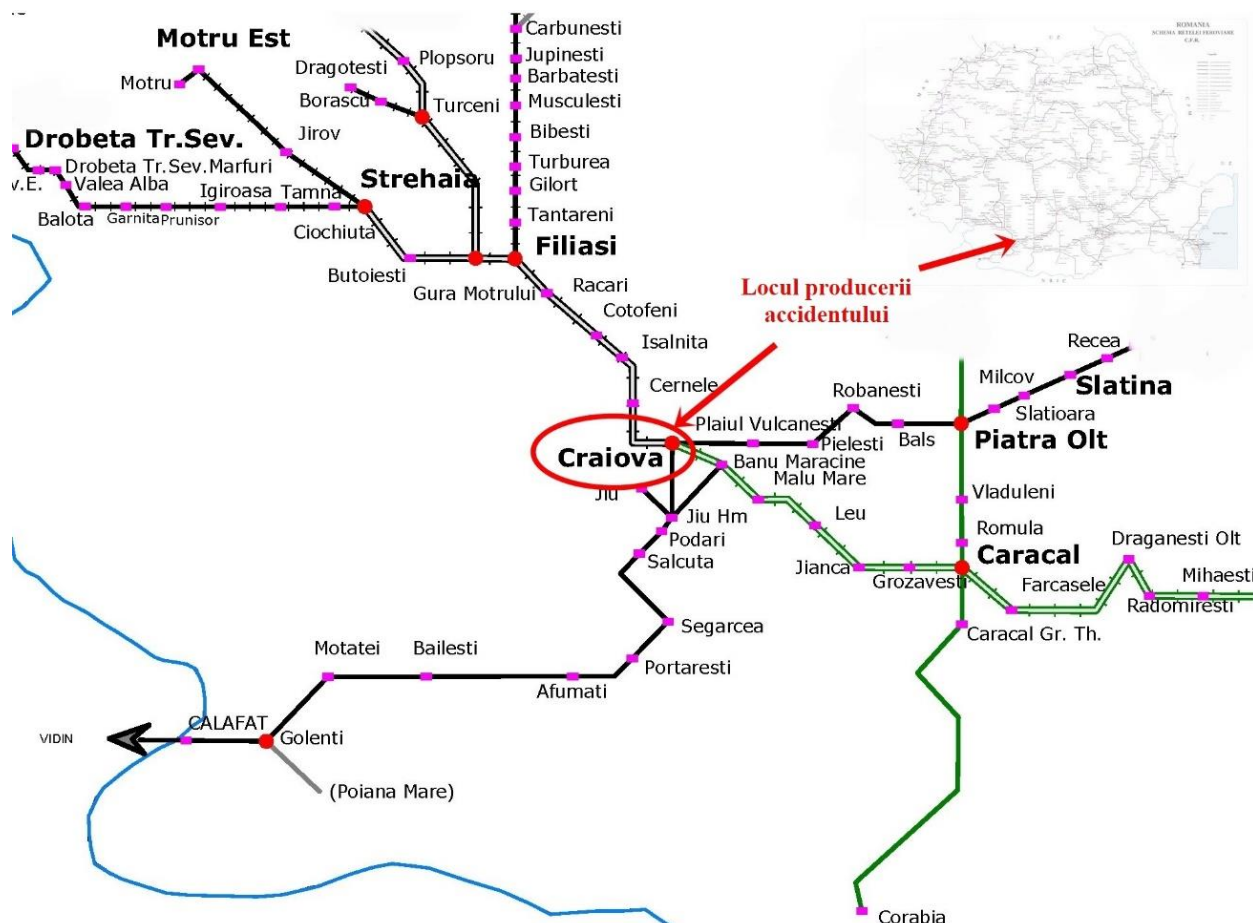 ROMANIA
SCHEMA RETELEI FEROVIARE
C.F.R.
Carbunesti
Motru Est
Plopsoru
Jupinesti
Dragotesti
Barbatesti
Motru
Borascu
Turceni
Musculesti
Drobeta Tr.Sev.
Jirov
Bibesti
Drobeta Tr.Sev.Marfuri
Strehaia
Turburea
v.E.
Valea Alba
Igiroasa
Tamna
Gilort
Balota
Garnita
Prunisor
Ciochiuta
Tantareni
Filiasi
Butoiesti
Gura Motrului
Racari
Locul producerii
accidentului
Cotofeni
Isalnita
Recea
Cernele
Robanesti
Milcov
Slatina
Plaiul Vulcanesti
Slatioara
Craiova
Pielesti
Bals
Piatra Olt
Banu Maracine
Jiu
Malu Mare
Vladuleni
Jiu Hm
Leu
Podari
Romula
Salcuta
Caracal
Draganesti Olt
Jianca
Grozavesti
Farcasele
Mihaesti
Radomiresti
Segarcea
Caracal Gr. Th.
Motatei
Bailesti
Portaresti
Afumati
CALAFAT
VIDIN
Golenti
(Poiana Mare)
Corabia